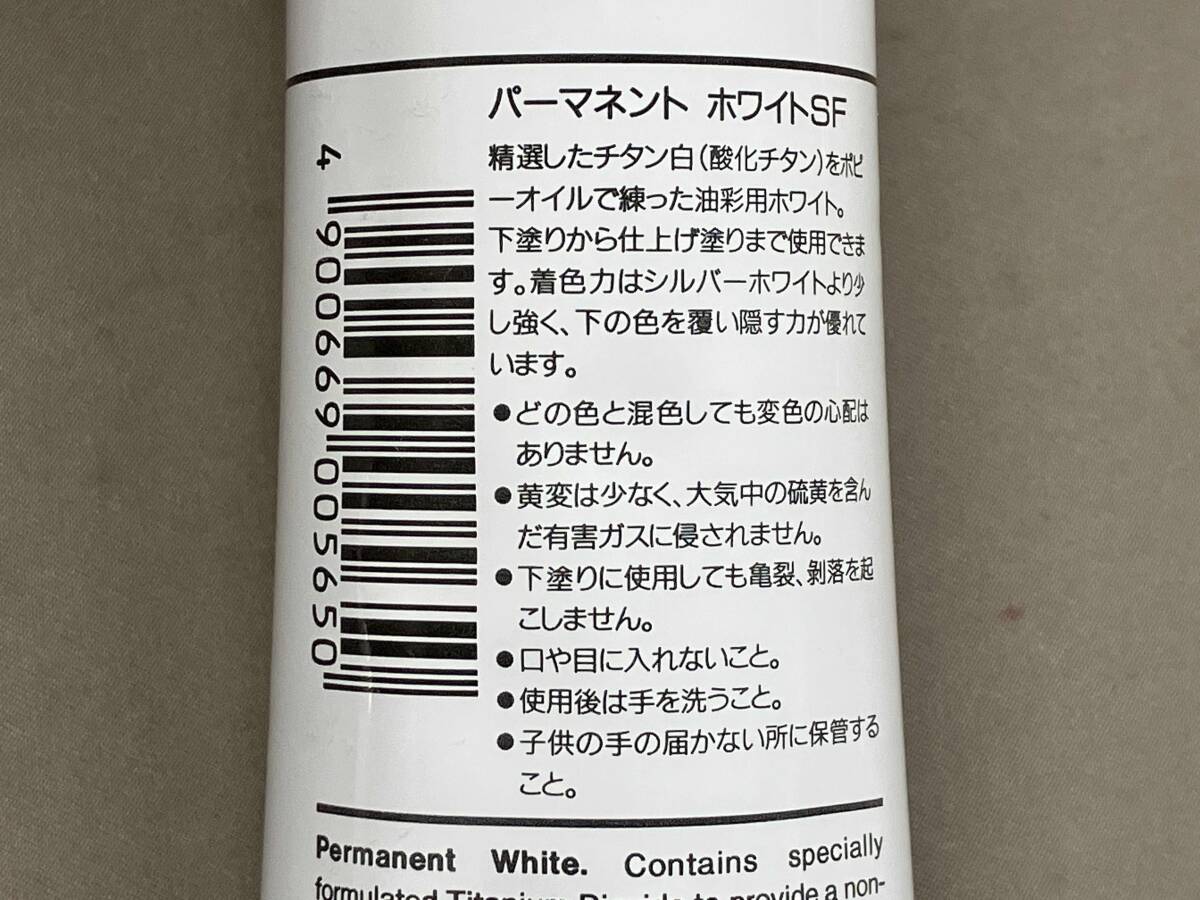 パーマネント ホワイトSF
精選したチタン白(酸化チタン)をポピ
ーオイルで練った油彩用ホワイト。
下塗りから仕上げ塗りまで使用できま
す。着色力はシルバーホワイトより少
し強く、下の色を覆い隠す力が優れて
います。
●どの色と混色しても変色の心配は
ありません。
●黄変は少なく、大気中の硫黄を含ん
だ有害ガスに侵されません。
●下塗りに使用しても亀裂、剝落を起
こしません。
●口や目に入れないこと。
●使用後は手を洗うこと。
●子供の手の届かない所に保管する
こと。
4 900669 005650
Permanent White. Contains specially
formulated Titanium Dioxide to provide a non-